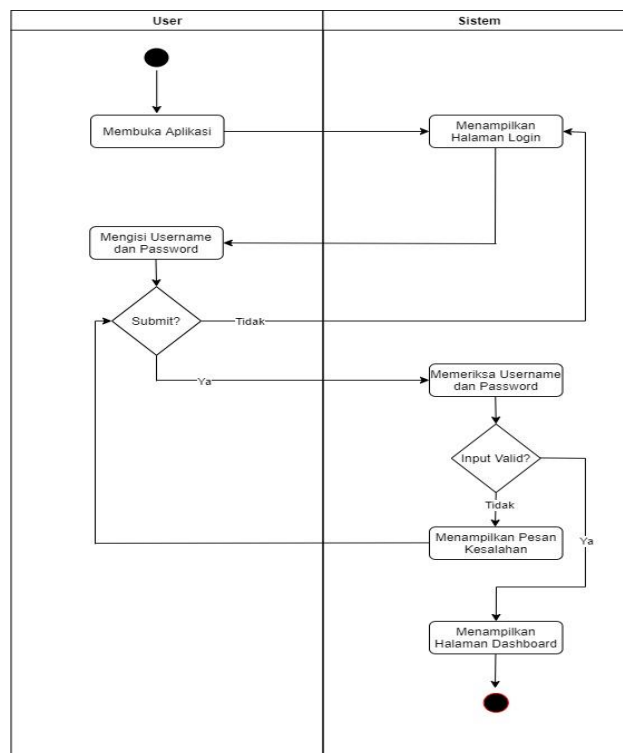 User
Sistem
Membuka Aplikasi
Menampilkan
Halaman Login
Mengisi Username
dan Password
Submit?
Tidak
Ya
Memeriksa Username
dan Password
Input Valid?
Tidak
Ya
Menampilkan Pesan
Kesalahan
Menampilkan
Halaman Dashboard